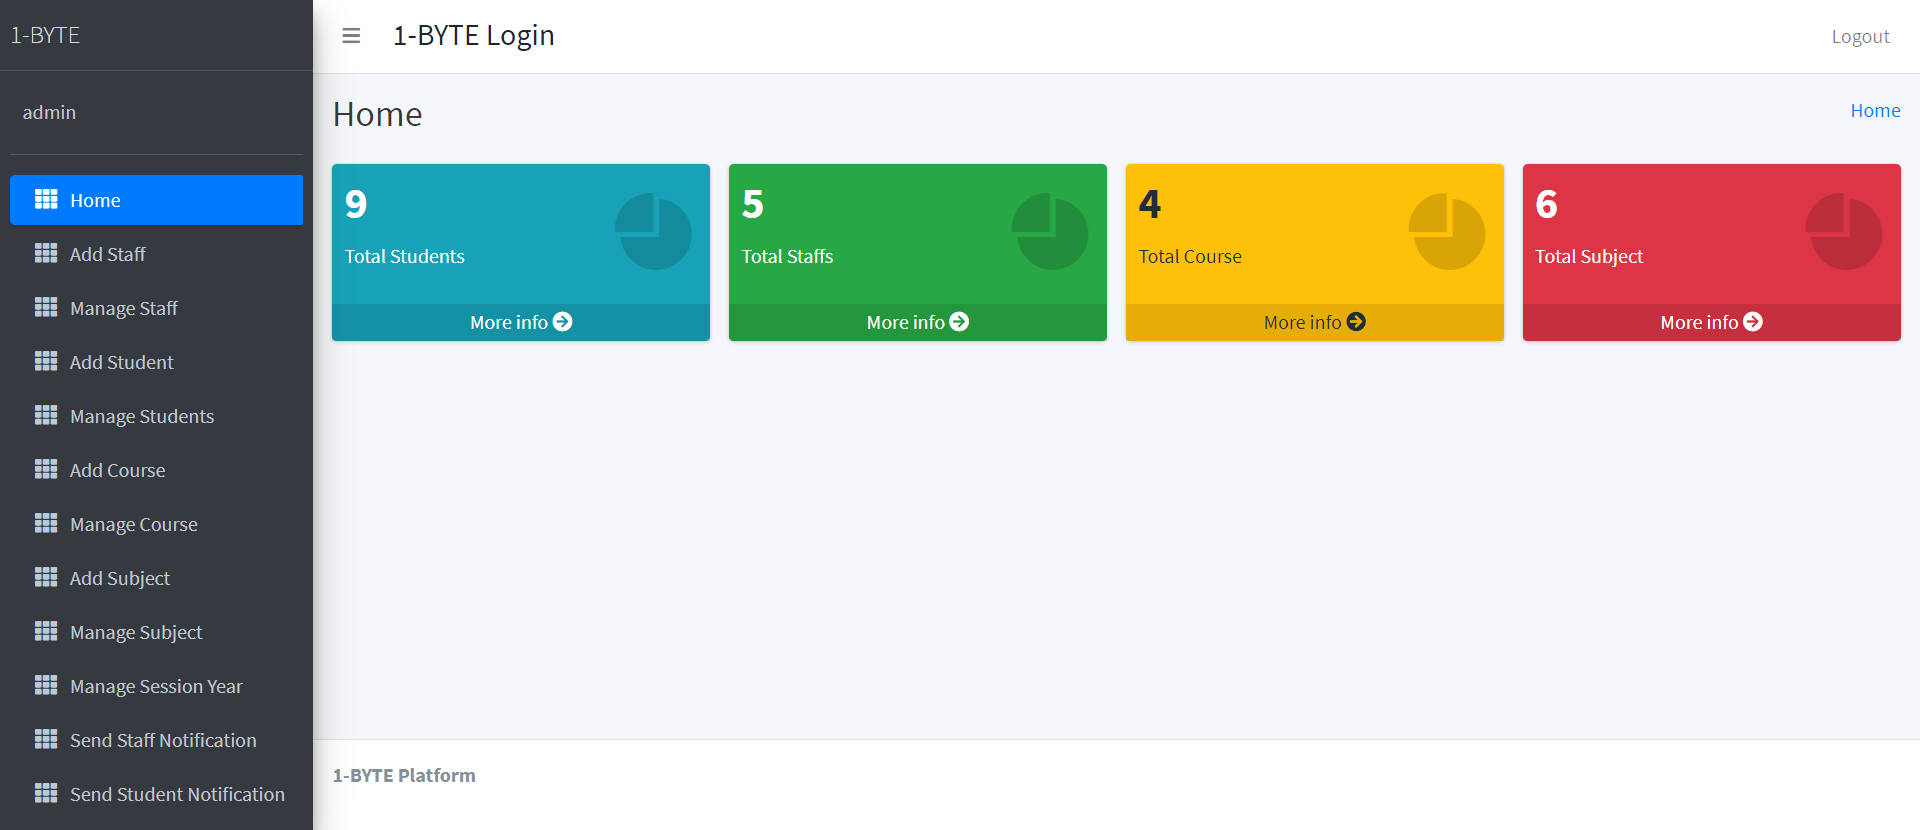 1-BYTE
admin
Home
Add Staff
Manage Staff
Add Student
Manage Students
Add Course
Manage Course
Add Subject
Manage Subject
Manage Session Year
Send Staff Notification
Send Student Notification
1-BYTE Login
Logout
Home
Home
9
Total Students
More info
5
Total Staffs
More info
4
Total Course
More info
6
Total Subject
More info
1-BYTE Platform